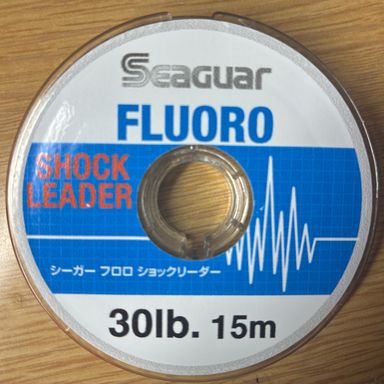 Seaguar
FLUORO
SHOCK
LEADER
シーガー フロロ ショックリーダー
30lb. 15m